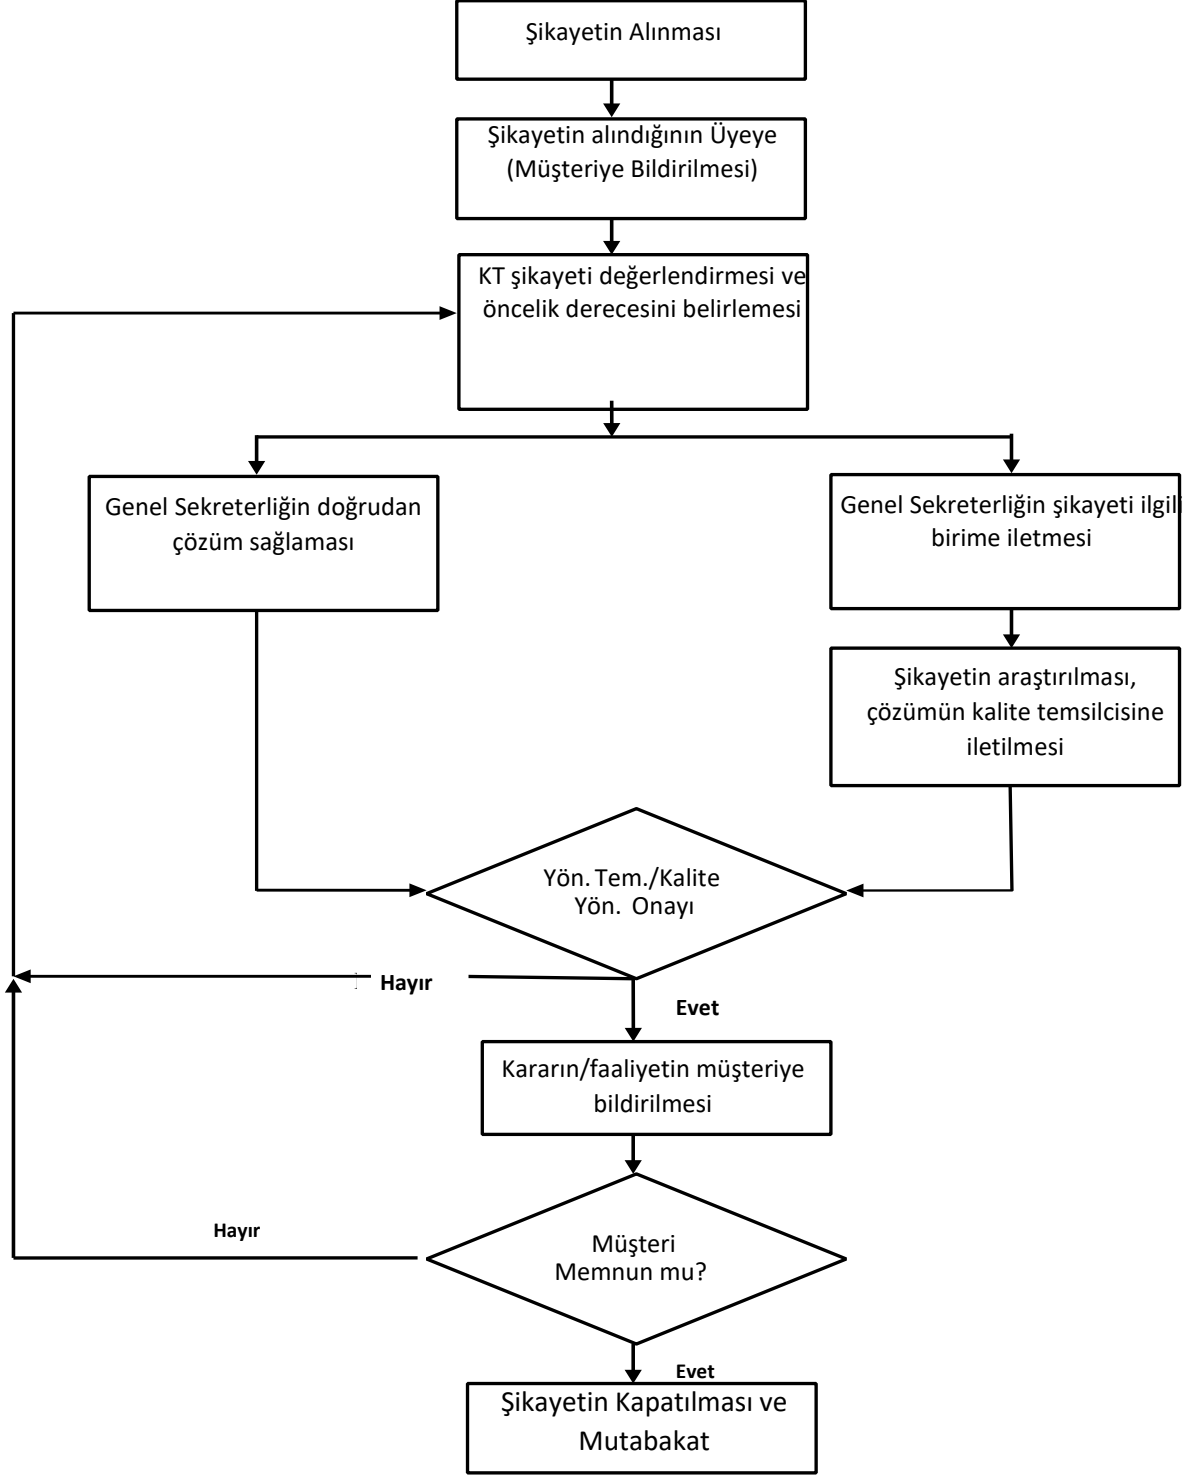 Şikayetin Alınması
Şikayetin alındığının Üyeye
(Müşteriye Bildirilmesi)
KT şikayeti değerlendirmesi ve
öncelik derecesini belirlemesi
Genel Sekreterliğin doğrudan
çözüm sağlaması
Genel Sekreterliğin şikayeti ilgili
birime iletmesi
Şikayetin araştırılması,
çözümün kalite temsilcisine
iletilmesi
Yön. Tem./Kalite
Yön. Onayı
Hayır
Evet
Kararın/faaliyetin müşteriye
bildirilmesi
Hayır
Müşteri
Memnun mu?
Evet
Şikayetin Kapatılması ve
Mutabakat